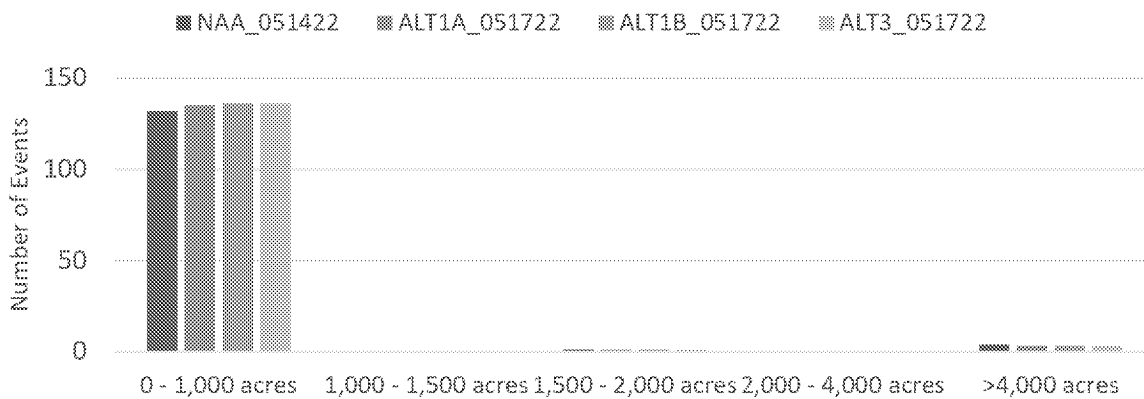 NAA_051422 ALT1A_051722 ALT1B_051722 ALT3_051722
150
100
50
0
Number of Events
0 - 1,000 acres 1,000 - 1,500 acres 1,500 - 2,000 acres 2,000 - 4,000 acres >4,000 acres